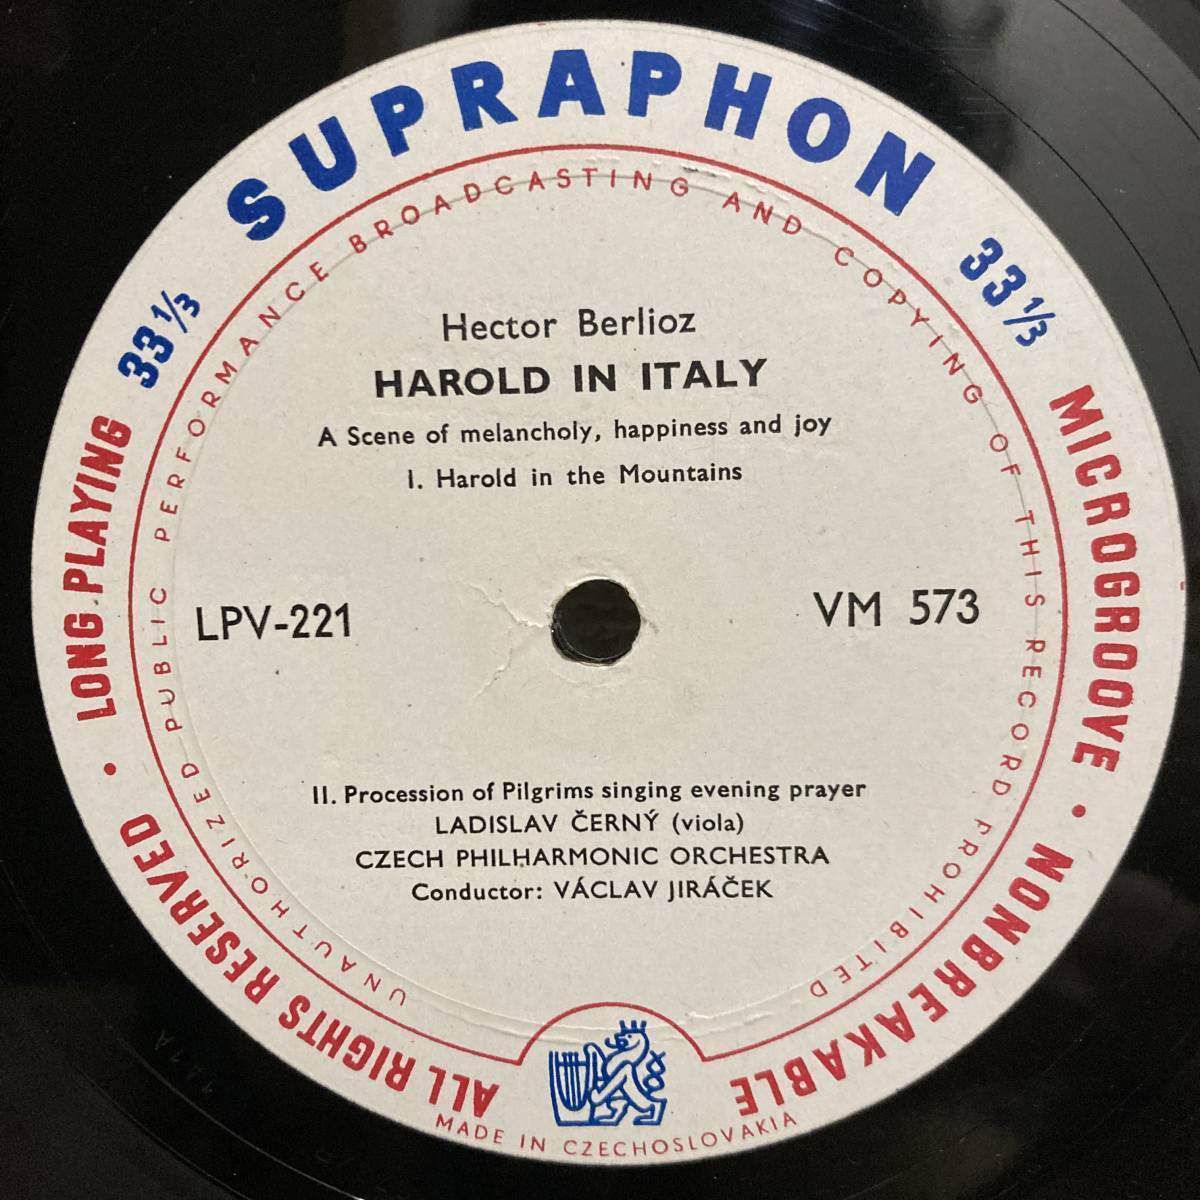 SUPRAPHON
33⅓
33⅓
LONG PLAYING
MICROGROOVE • NONBREAKABLE
ALL RIGHTS RESERVED •
UNAUTHORIZED PUBLIC PERFORMANCE BROADCASTING AND COPYING OF THIS RECORD PROHIBITED
Hector Berlioz
HAROLD IN ITALY
A Scene of melancholy, happiness and joy
I. Harold in the Mountains
LPV-221
VM 573
II. Procession of Pilgrims singing evening prayer
LADISLAV ČERNÝ (viola)
CZECH PHILHARMONIC ORCHESTRA
Conductor: VÁCLAV JIRÁČEK
MADE IN CZECHOSLOVAKIA